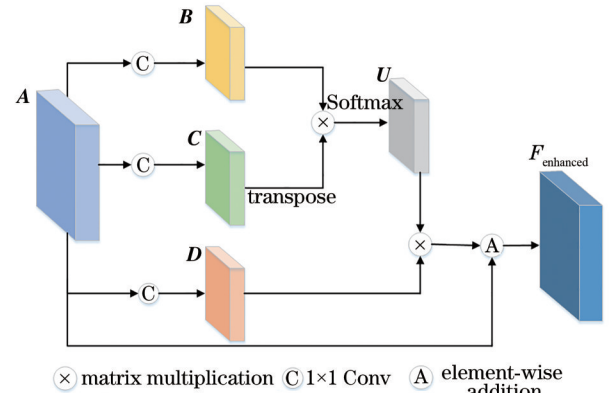 B
C
A
U
Softmax
×
C
C
transpose
F enhanced
D
×
A
C
× matrix multiplication C 1×1 Conv A element-wise
addition